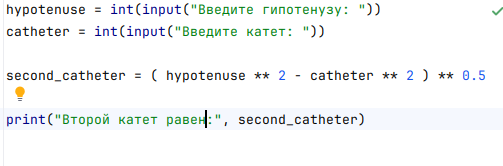 hypotenuse = int(input("Введите гипотенузу: "))
catheter = int(input("Введите катет: "))
second_catheter = ( hypotenuse ** 2 - catheter ** 2 ) ** 0.5
print("Второй катет равен:", second_catheter)